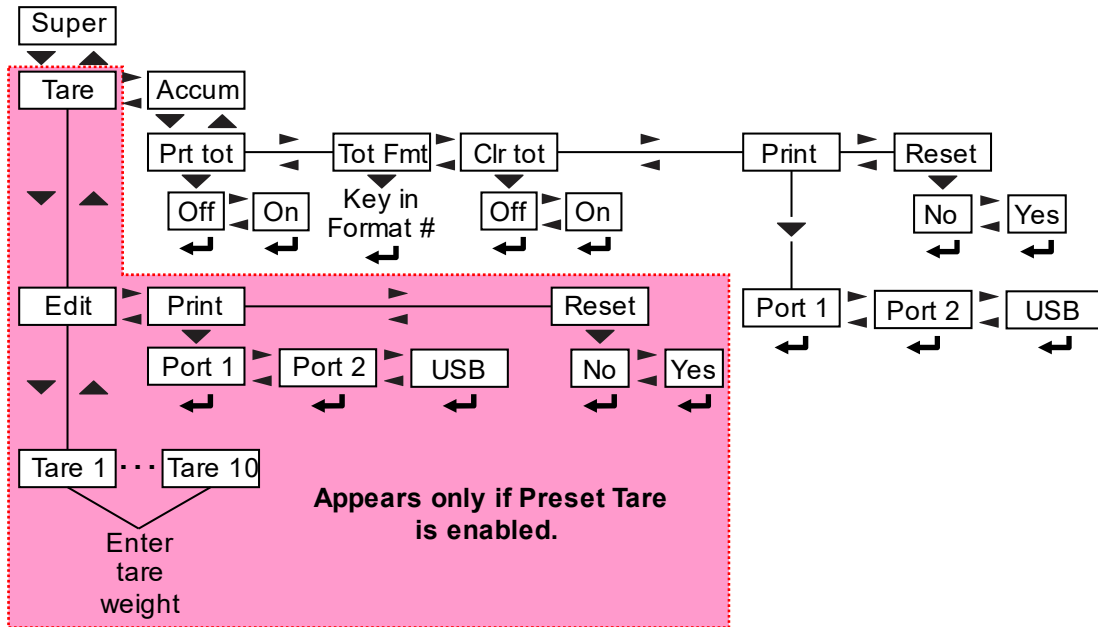 Super
Tare
Accum
Prt tot
Tot Fmt
Clr tot
Print
Reset
Off
On
Key in
Format #
Off
On
No
Yes
Edit
Print
Reset
Port 1
Port 2
USB
Port 1
Port 2
USB
No
Yes
Tare 1
...
Tare 10
Appears only if Preset Tare
is enabled.
Enter
tare
weight